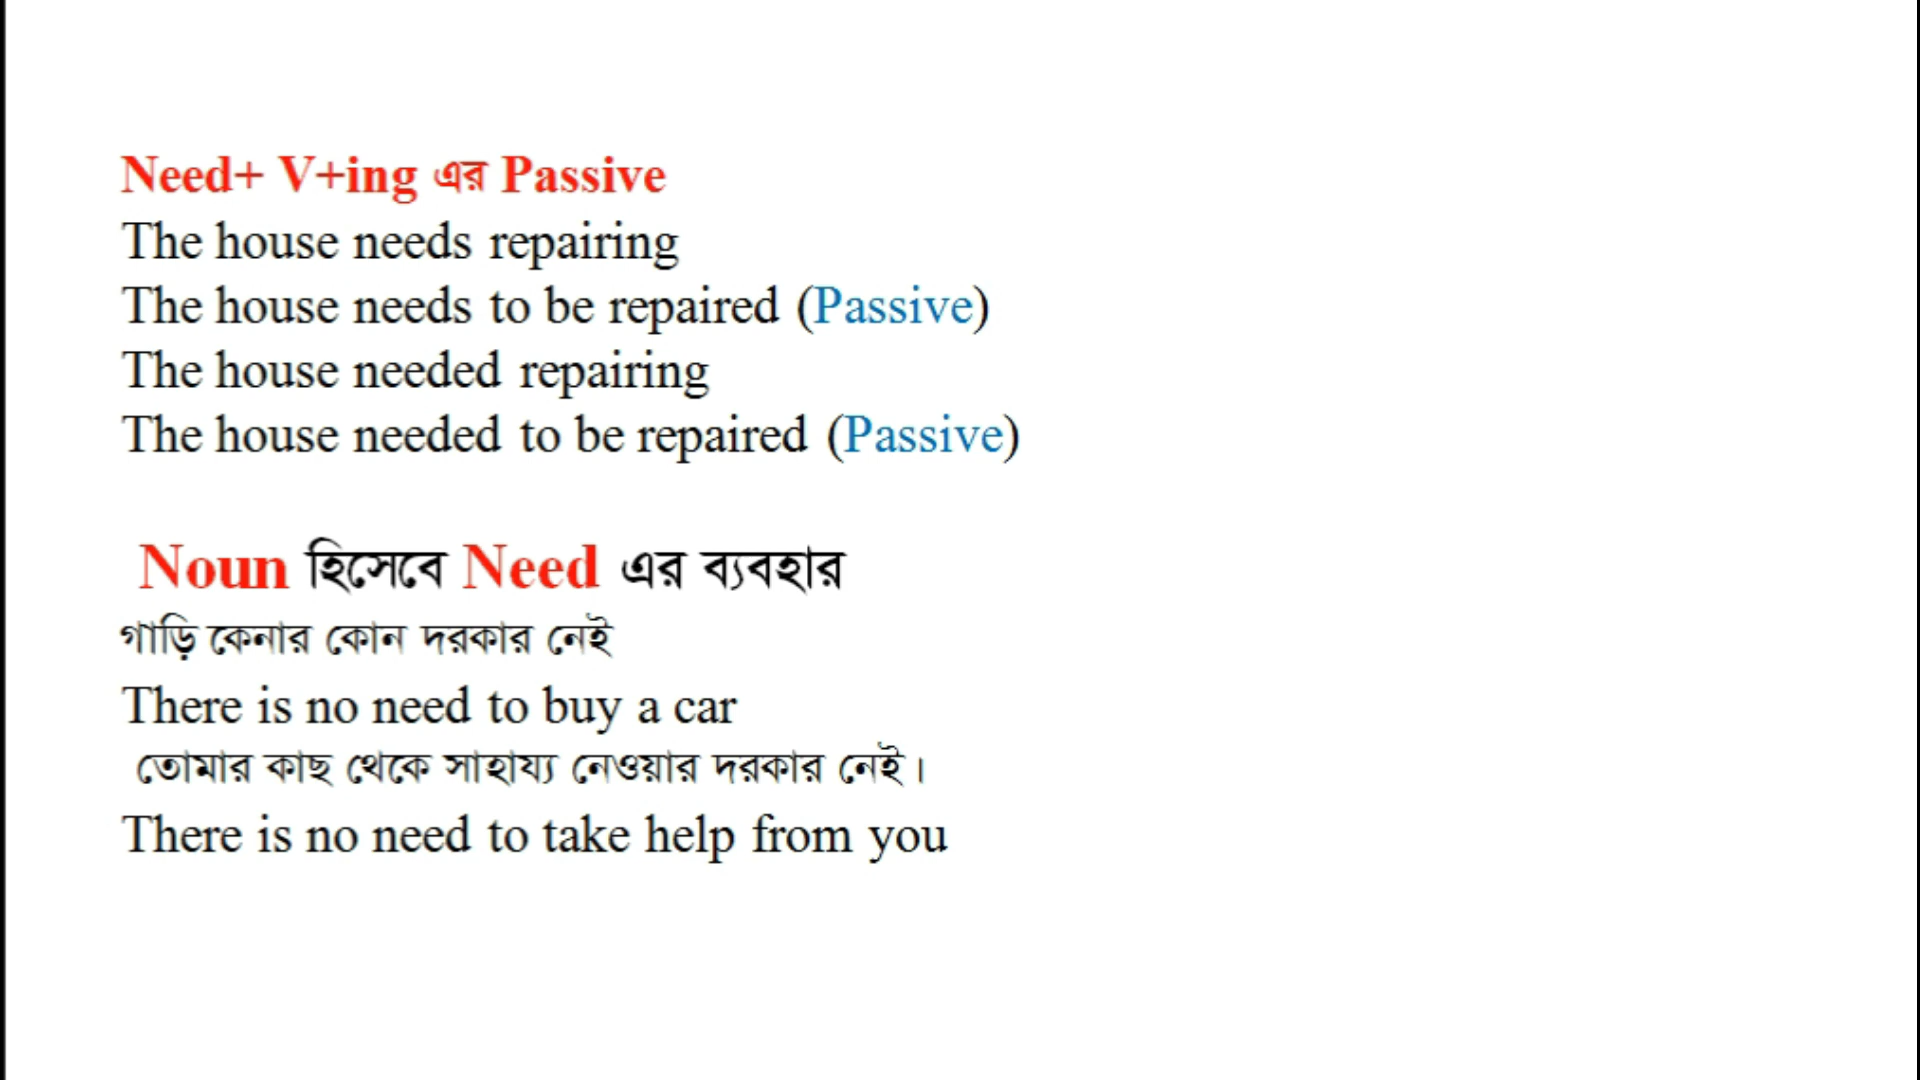 Need+ V+ing এর Passive
The house needs repairing
The house needs to be repaired (Passive)
The house needed repairing
The house needed to be repaired (Passive)
Noun হিসেবে Need এর ব্যবহার
গাড়ি কেনার কোন দরকার নেই
There is no need to buy a car
তোমার কাছ থেকে সাহায্য নেওয়ার দরকার নেই।
There is no need to take help from you